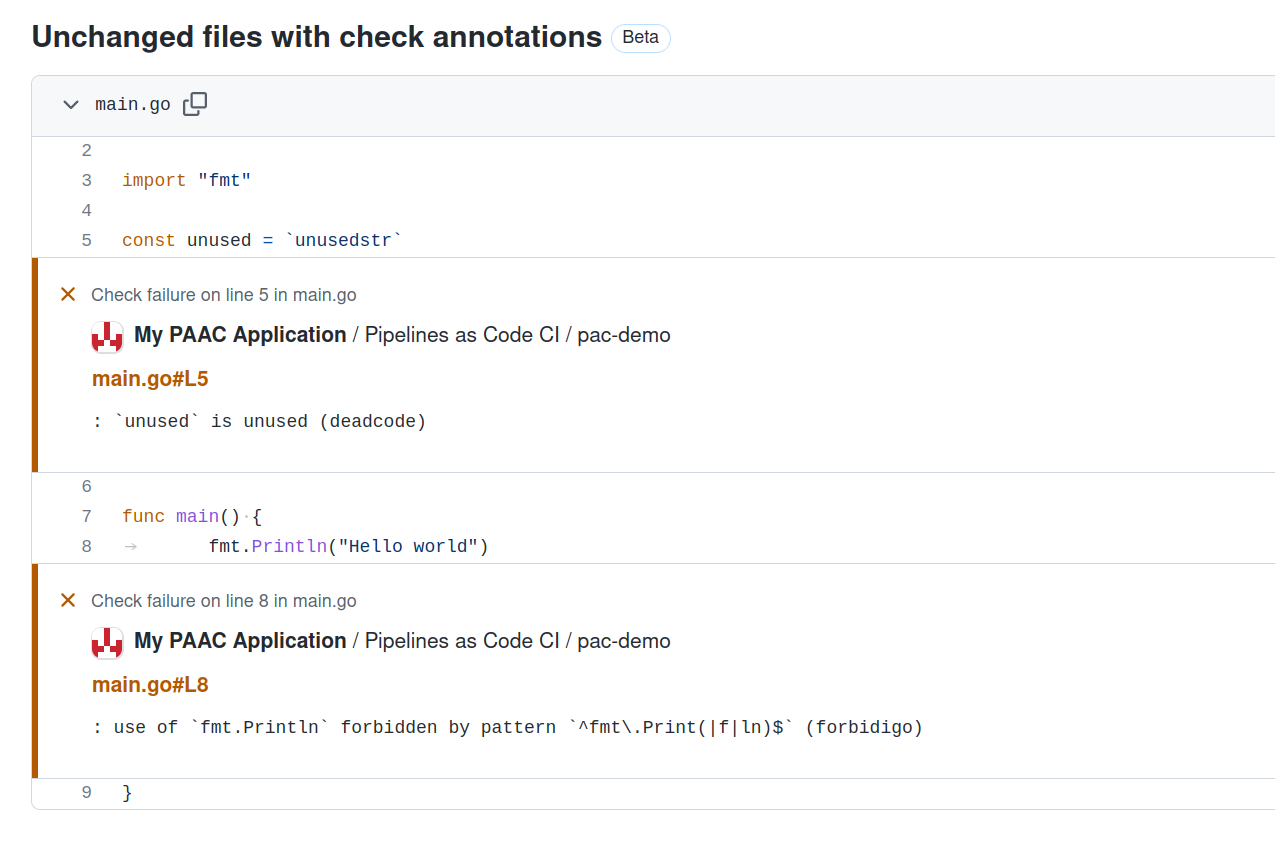 Unchanged files with check annotations Beta
main.go
2
3 import "fmt"
4
5 const unused = `unusedstr`
Check failure on line 5 in main.go
My PAAC Application / Pipelines as Code CI / pac-demo
main.go#L5
: `unused` is unused (deadcode)
6
7 func main() {
8 fmt.Println("Hello world")
Check failure on line 8 in main.go
My PAAC Application / Pipelines as Code CI / pac-demo
main.go#L8
: use of `fmt.Println` forbidden by pattern `^fmt\.Print(|f|ln)$` (forbidigo)
9 }